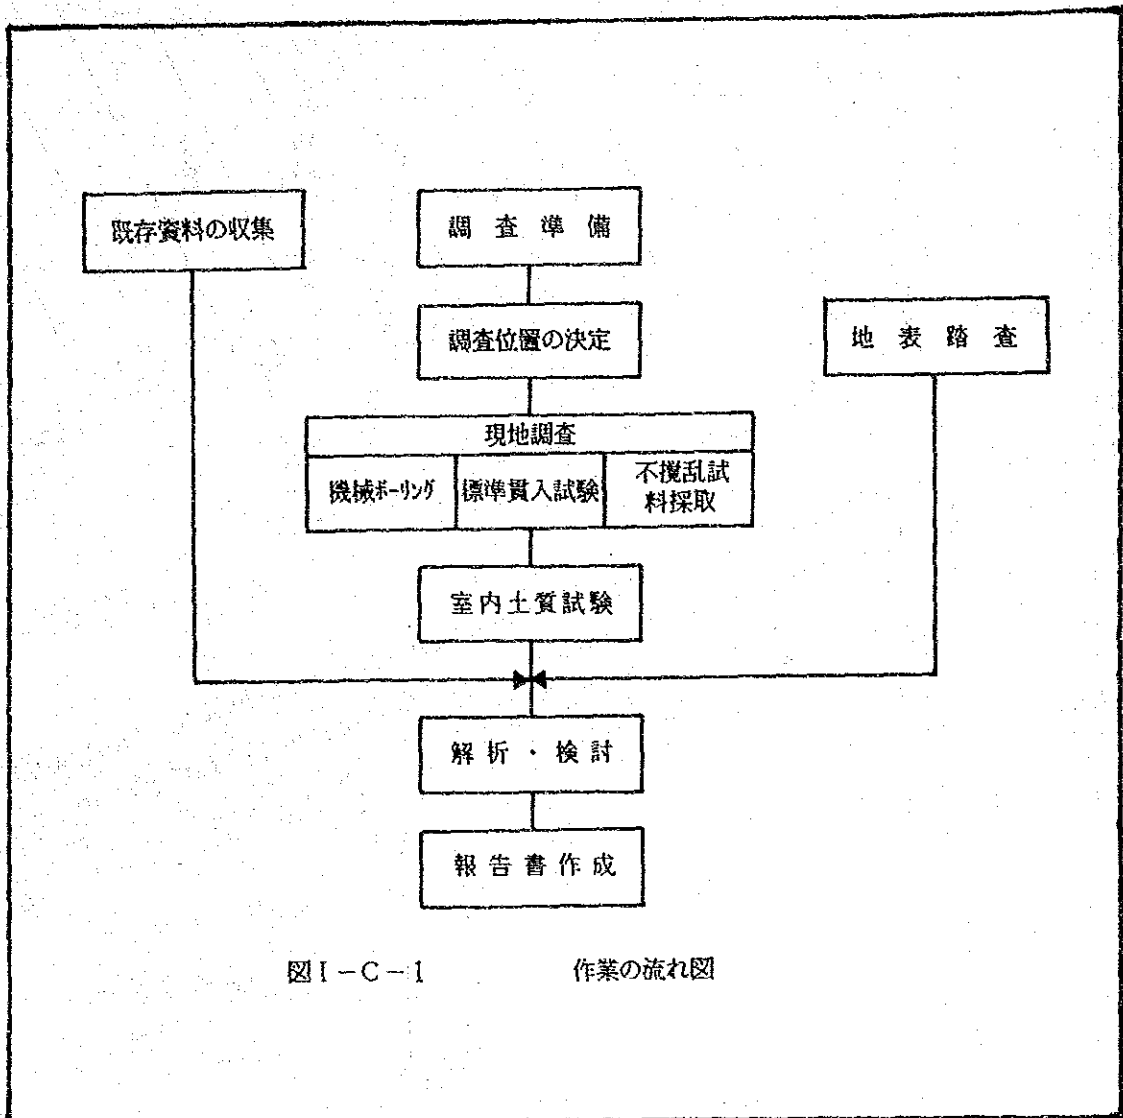 既存資料の収集
調査準備
調査位置の決定
地表踏査
現地調査
機械ボーリング
標準貫入試験
不攪乱試
料採取
室内土質試験
解析・検討
報告書作成
図I-C-1 作業の流れ図